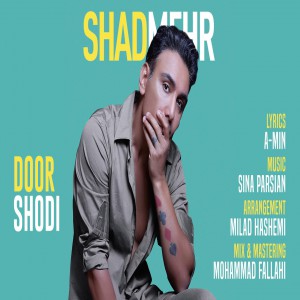 SHADMEHR
DOOR
SHODI
LYRICS
A-MIN
MUSIC
SINA PARSIAN
ARRANGEMENT
MILAD HASHEMI
MIX & MASTERING
MOHAMMAD FALLAHI